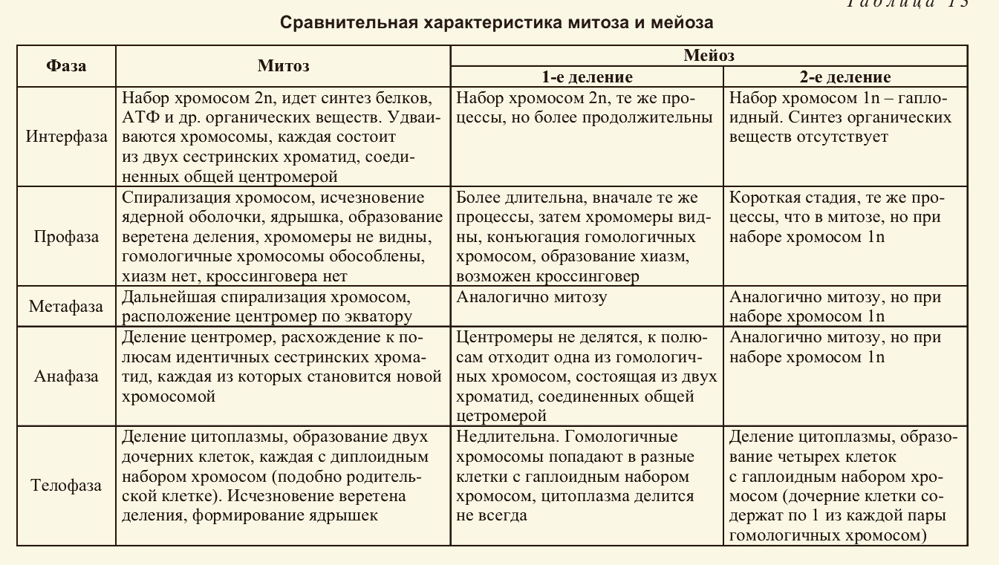 Таблица 13
Сравнительная характеристика митоза и мейоза
Фаза
Митоз
Мейоз
1-е деление
2-е деление
Интерфаза
Набор хромосом 2n, идет синтез белков,
АТФ и др. органических веществ. Удваи-
ваются хромосомы, каждая состоит
из двух сестринских хроматид, соеди-
ненных общей центромерой
Набор хромосом 2n, те же про-
цессы, но более продолжительны
Набор хромосом 1n – гапло-
идный. Синтез органических
веществ отсутствует
Профаза
Спирализация хромосом, исчезновение
ядерной оболочки, ядрышка, образование
веретена деления, хромомеры не видны,
гомологичные хромосомы обособлены,
хиазм нет, кроссинговера нет
Более длительна, вначале те же
процессы, затем хромомеры вид-
ны, конъюгация гомологичных
хромосом, образование хиазм,
возможен кроссинговер
Короткая стадия, те же про-
цессы, что в митозе, но при
наборе хромосом 1n
Метафаза
Дальнейшая спирализация хромосом,
расположение центромер по экватору
Аналогично митозу
Аналогично митозу, но при
наборе хромосом 1n
Анафаза
Деление центромер, расхождение к по-
люсам идентичных сестринских хрома-
тид, каждая из которых становится новой
хромосомой
Центромеры не делятся, к полю-
сам отходит одна из гомологич-
ных хромосом, состоящая из двух
хроматид, соединенных общей
цетромерой
Аналогично митозу, но при
наборе хромосом 1n
Телофаза
Деление цитоплазмы, образование двух
дочерних клеток, каждая с диплоидным
набором хромосом (подобно родитель-
ской клетке). Исчезновение веретена
деления, формирование ядрышек
Недлительна. Гомологичные
хромосомы попадают в разные
клетки с гаплоидным набором
хромосом, цитоплазма делится
не всегда
Деление цитоплазмы, образо-
вание четырех клеток
с гаплоидным набором хро-
мосом (дочерние клетки со-
держат по 1 из каждой пары
гомологичных хромосом)